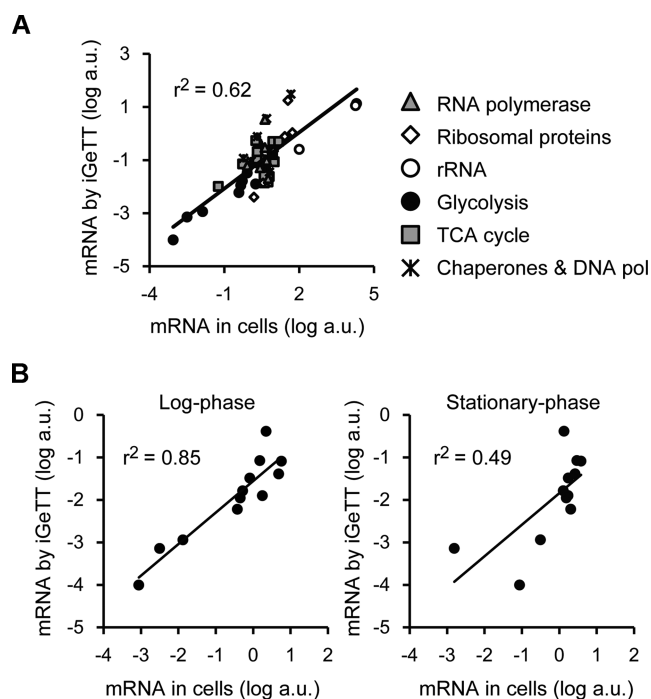 A
mRNA by iGeTT (log a.u.)
3
1
-1
-3
-5
r² = 0.62
-4 -1 2 5
mRNA in cells (log a.u.)
RNA polymerase
Ribosomal proteins
rRNA
Glycolysis
TCA cycle
Chaperones & DNA pol
B
Log-phase
mRNA by iGeTT (log a.u.)
0
-1
-2
-3
-4
-5
r² = 0.85
-4 -3 -2 -1 0 1 2
mRNA in cells (log a.u.)
Stationary-phase
mRNA by iGeTT (log a.u.)
0
-1
-2
-3
-4
-5
r² = 0.49
-4 -3 -2 -1 0 1 2
mRNA in cells (log a.u.)